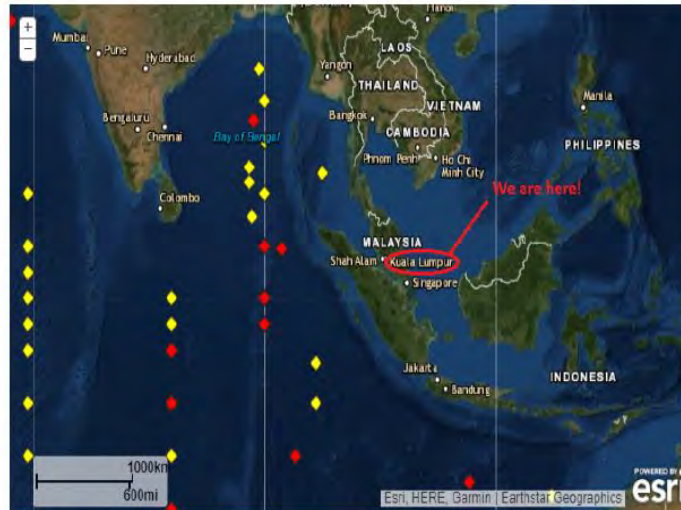 +
−
Mumbai
Pune
Hyderabad
Bengaluru
Chennai
Bay of Bengal
Colombo
Yangon
Hanoi
LAOS
THAILAND
Bangkok
VIETNAM
CAMBODIA
Phnom Penh
Ho Chi
Minh City
Manila
PHILIPPINES
We are here!
MALAYSIA
Shah Alam
Kuala Lumpur
Singapore
Jakarta
Bandung
INDONESIA
1000km
600mi
POWERED BY
esri
Esri, HERE, Garmin | Earthstar Geographics